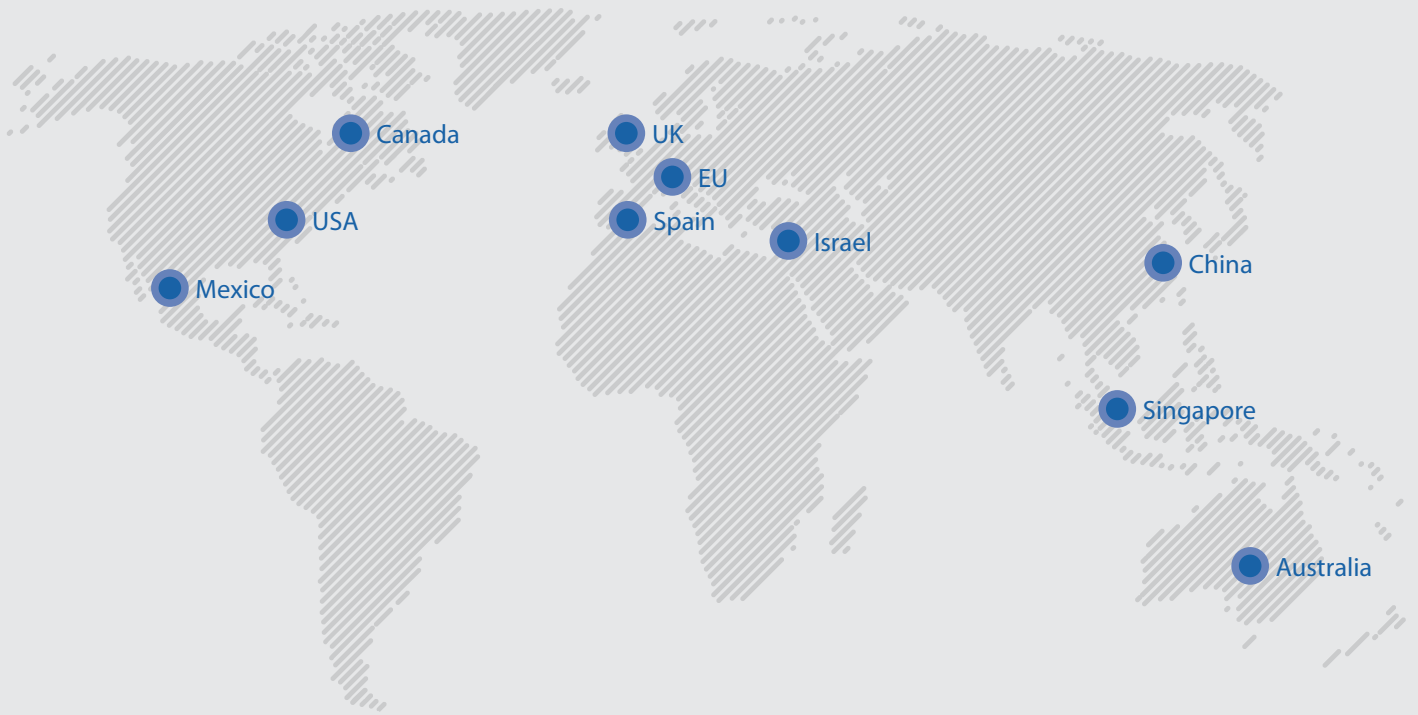 Canada
UK
EU
USA
Spain
Israel
China
Mexico
Singapore
Australia